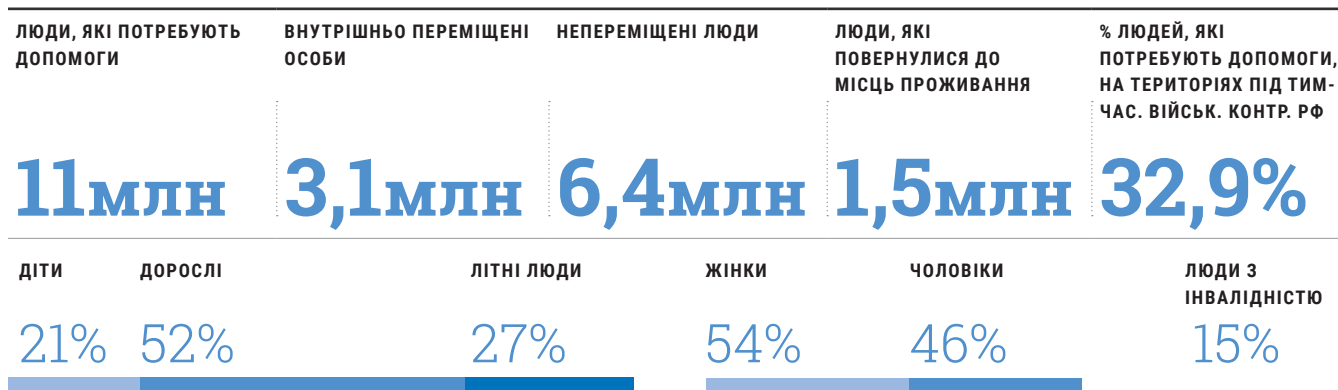 ЛЮДИ, ЯКІ ПОТРЕБУЮТЬ
ДОПОМОГИ
11млн
ВНУТРІШНЬО ПЕРЕМІЩЕНІ
ОСОБИ
3,1млн
НЕПЕРЕМІЩЕНІ ЛЮДИ
6,4млн
ЛЮДИ, ЯКІ
ПОВЕРНУЛИСЯ ДО
МІСЦЬ ПРОЖИВАННЯ
1,5млн
% ЛЮДЕЙ, ЯКІ
ПОТРЕБУЮТЬ ДОПОМОГИ,
НА ТЕРИТОРІЯХ ПІД ТИМ-
ЧАС. ВІЙСЬК. КОНТР. РФ
32,9%
ДІТИ
21%
ДОРОСЛІ
52%
ЛІТНІ ЛЮДИ
27%
ЖІНКИ
54%
ЧОЛОВІКИ
46%
ЛЮДИ З
ІНВАЛІДНІСТЮ
15%